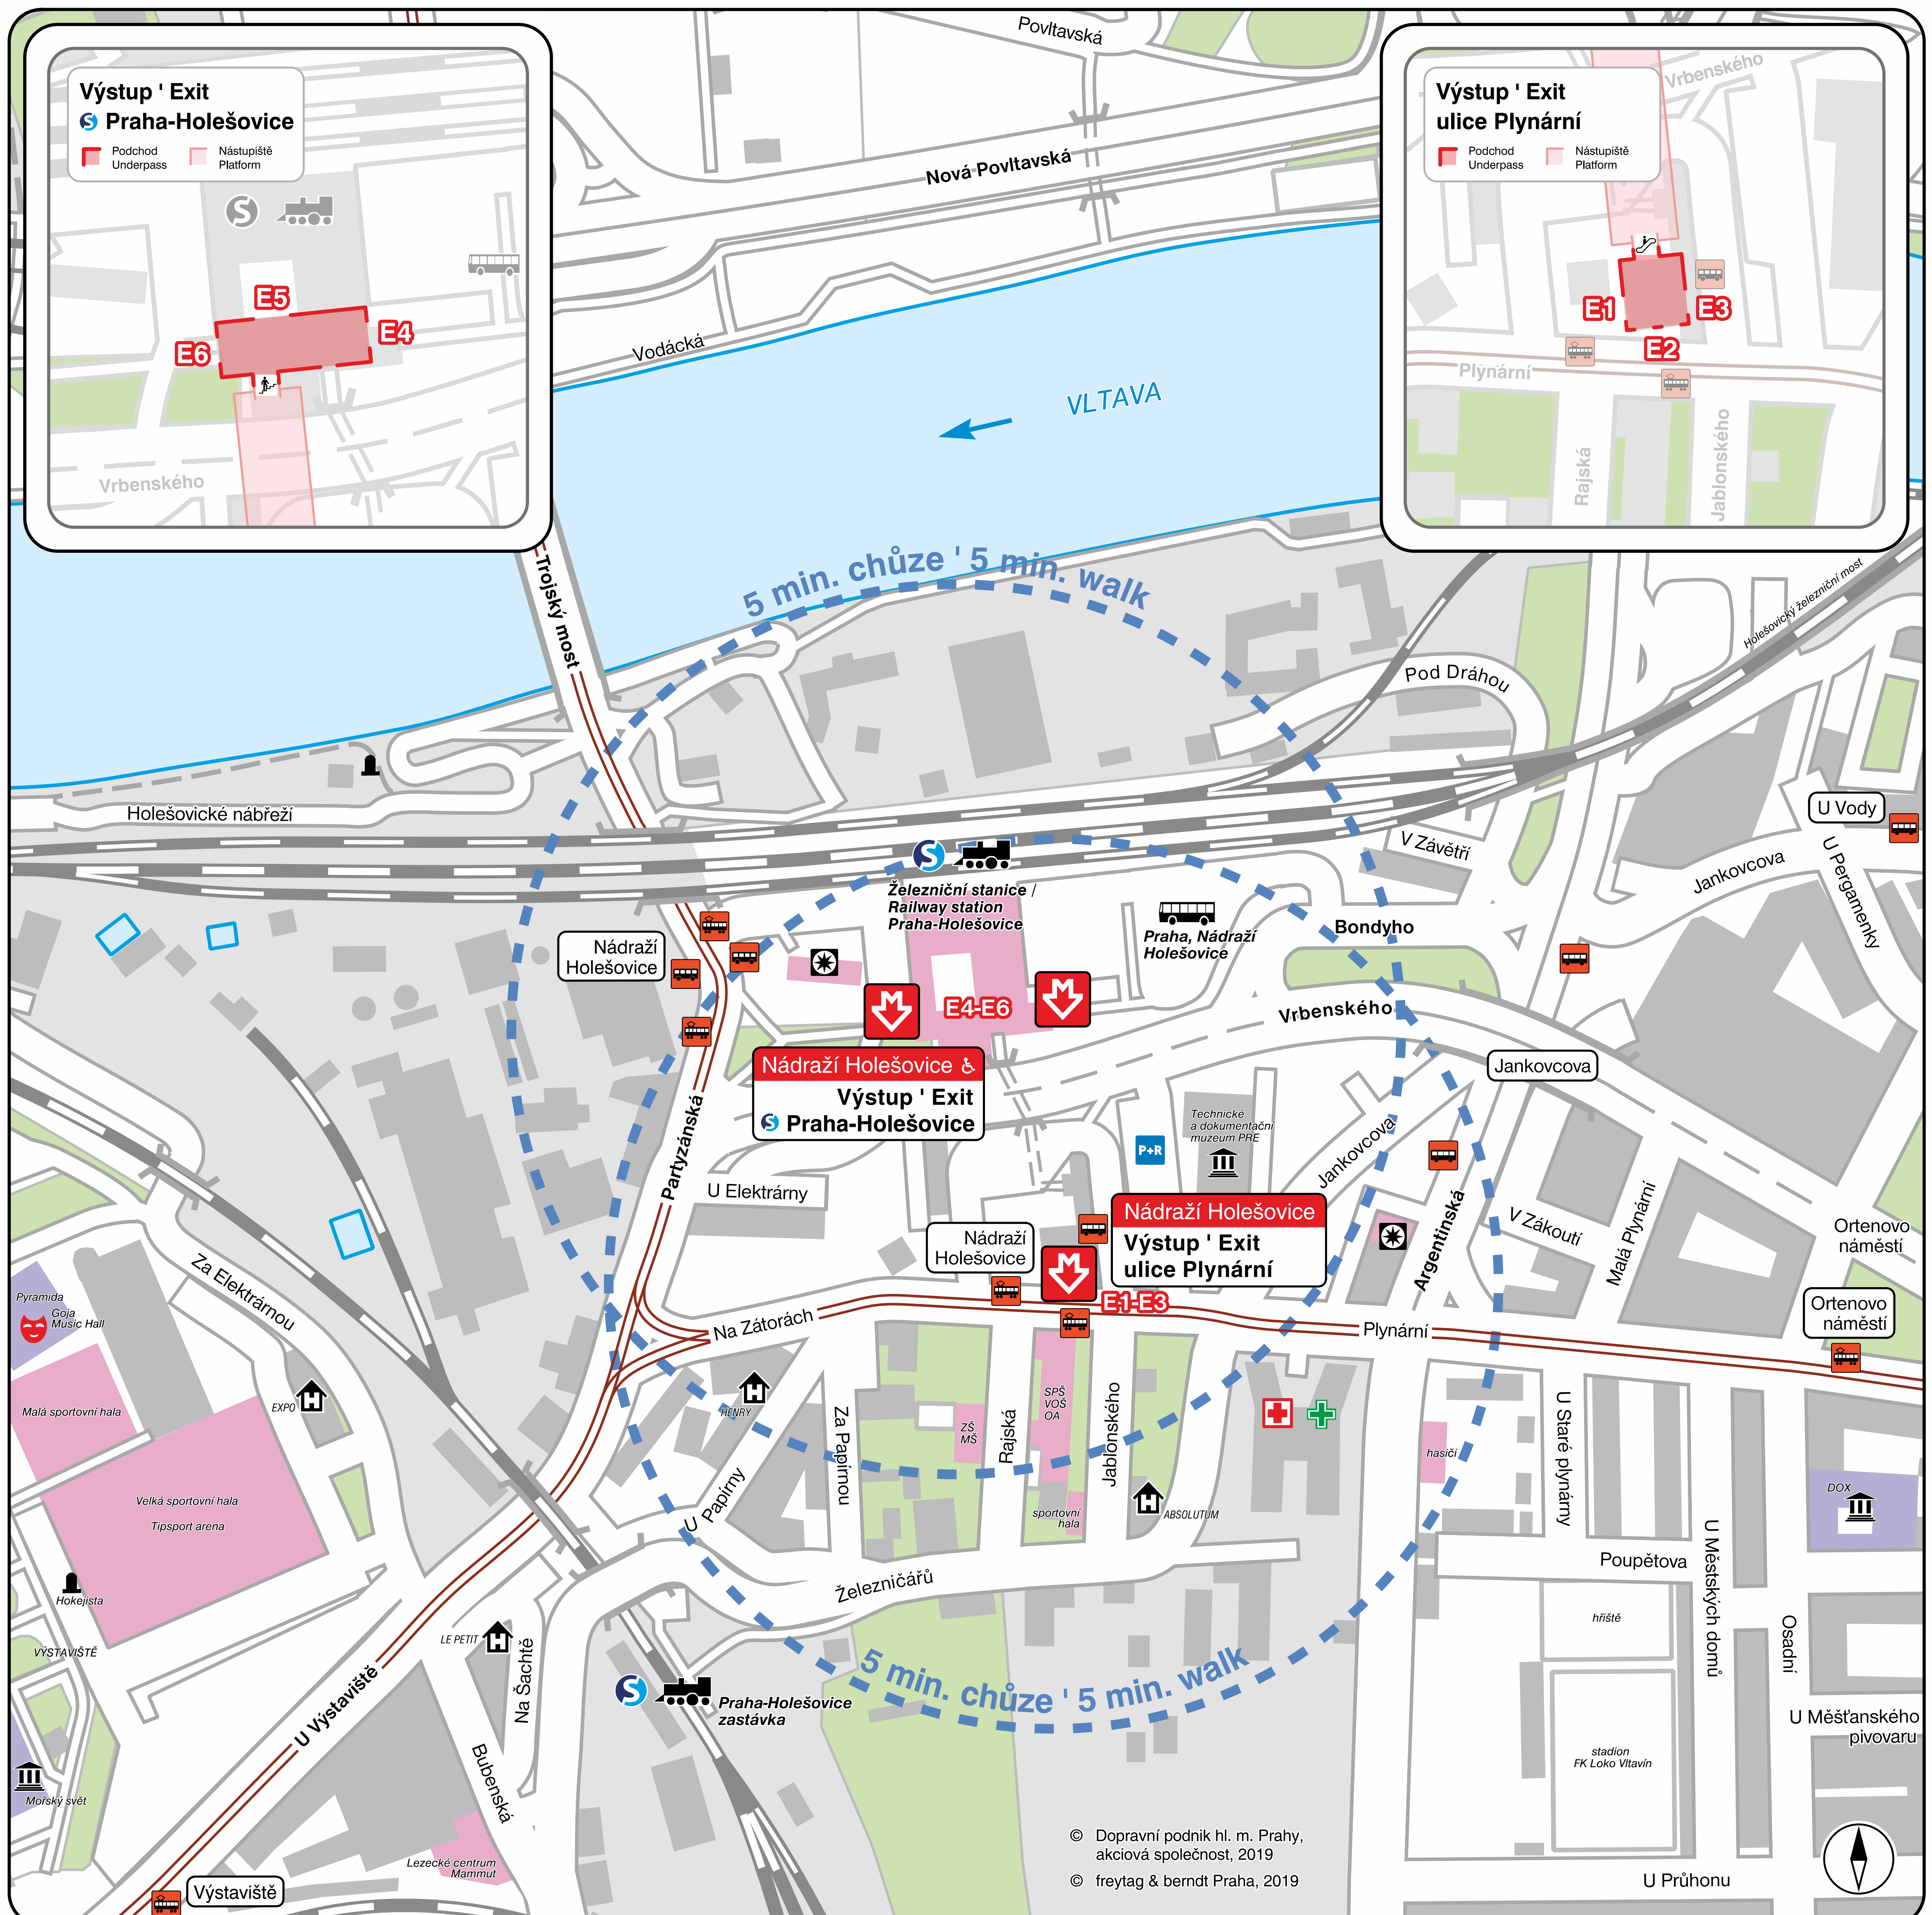 Výstup ' Exit
S Praha-Holešovice
Podchod
Underpass
Nástupiště
Platform
S
E5
E4
E6
Vrbenského
Povltavská
Nová Povltavská
Vodácká
VLTAVA
Výstup ' Exit
ulice Plynární
Podchod
Underpass
Nástupiště
Platform
Vrbenského
E1
E3
E2
Plynární
Rajská
Jablonského
5 min. chůze ' 5 min. walk
Trojský most
Holešovický železniční most
Pod Dráhou
Holešovické nábřeží
U Vody
V Závětří
Jankovcova
U Pergamenky
S
Železniční stanice /
Railway station
Praha-Holešovice
Praha, Nádraží
Holešovice
Bondyho
Nádraží
Holešovice
E4-E6
Vrbenského
Nádraží Holešovice
Výstup ' Exit
S Praha-Holešovice
Jankovcova
Partyzánská
Technické
a dokumentační
muzeum PRE
P+R
Jankovcova
U Elektrárny
Nádraží Holešovice
Výstup ' Exit
ulice Plynární
Nádraží
Holešovice
E1-E3
Argentinská
V Zákoutí
Malá Plynární
Ortenovo
náměstí
Ortenovo
náměstí
Za Elektrárnou
Pyramida
Goja
Music Hall
Na Zátorách
Plynární
Malá sportovní hala
EXPO
H
HENRY
H
Za Papírnou
ZŠ
MŠ
Rajská
SPŠ
VOŠ
OA
Jablonského
sportovní
hala
H
ABSOLUTUM
hasiči
U Staré plynárny
DOX
Velká sportovní hala
Tipsport arena
U Papírny
Železničářů
Poupětova
U Městských domů
Osadní
hřiště
Hokejista
VÝSTAVIŠTĚ
LE PETIT
H
Na Šachtě
U Výstaviště
S
Praha-Holešovice
zastávka
5 min. chůze ' 5 min. walk
U Měšťanského
pivovaru
stadion
FK Loko Vltavín
Mořský svět
Bubenská
Lezecké centrum
Mammut
Výstaviště
© Dopravní podnik hl. m. Prahy,
akciová společnost, 2019
© freytag & berndt Praha, 2019
U Průhonu